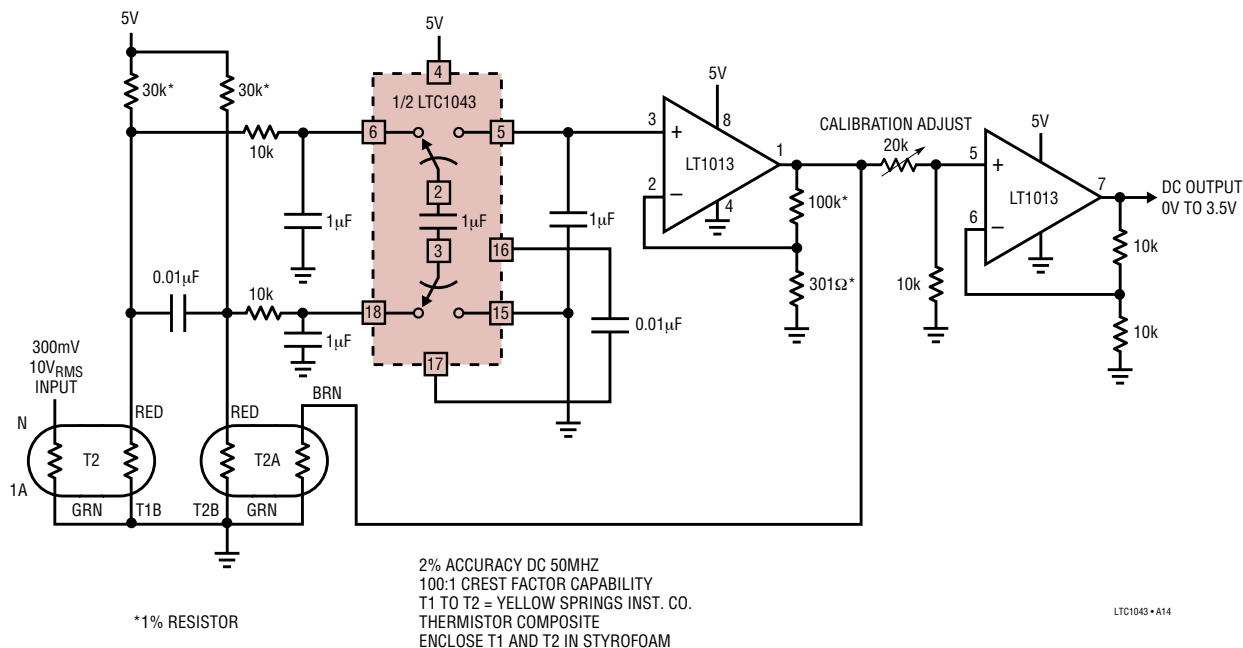 5V
5V
30k*
30k*
4
1/2 LTC1043
6
5
10k
2
1µF
1µF
3
16
1µF
0.01µF
10k
18
15
1µF
17
0.01µF
5V
3
8
+
1
LT1013
2
–
4
100k*
301Ω*
CALIBRATION ADJUST
20k
5V
5
+
7
LT1013
6
–
DC OUTPUT
0V TO 3.5V
10k
10k
10k
300mV
10VRMS
INPUT
BRN
N
RED
RED
T2
T2A
1A
GRN
T1B
T2B
GRN
2% ACCURACY DC 50MHZ
100:1 CREST FACTOR CAPABILITY
T1 TO T2 = YELLOW SPRINGS INST. CO.
THERMISTOR COMPOSITE
ENCLOSE T1 AND T2 IN STYROFOAM
*1% RESISTOR
LTC1043 • A14